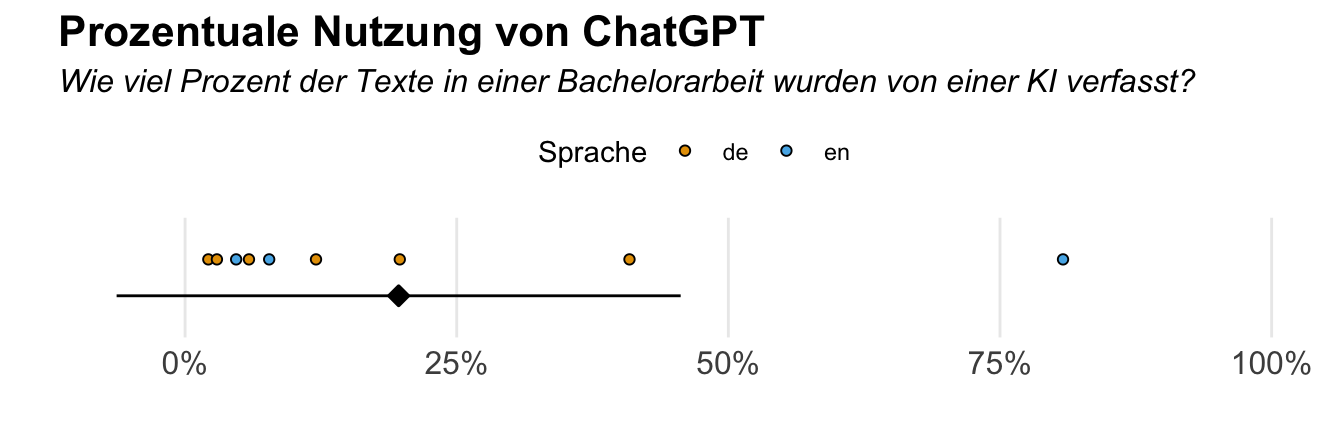 Prozentuale Nutzung von ChatGPT
Wie viel Prozent der Texte in einer Bachelorarbeit wurden von einer KI verfasst?
Sprache de en
0% 25% 50% 75% 100%